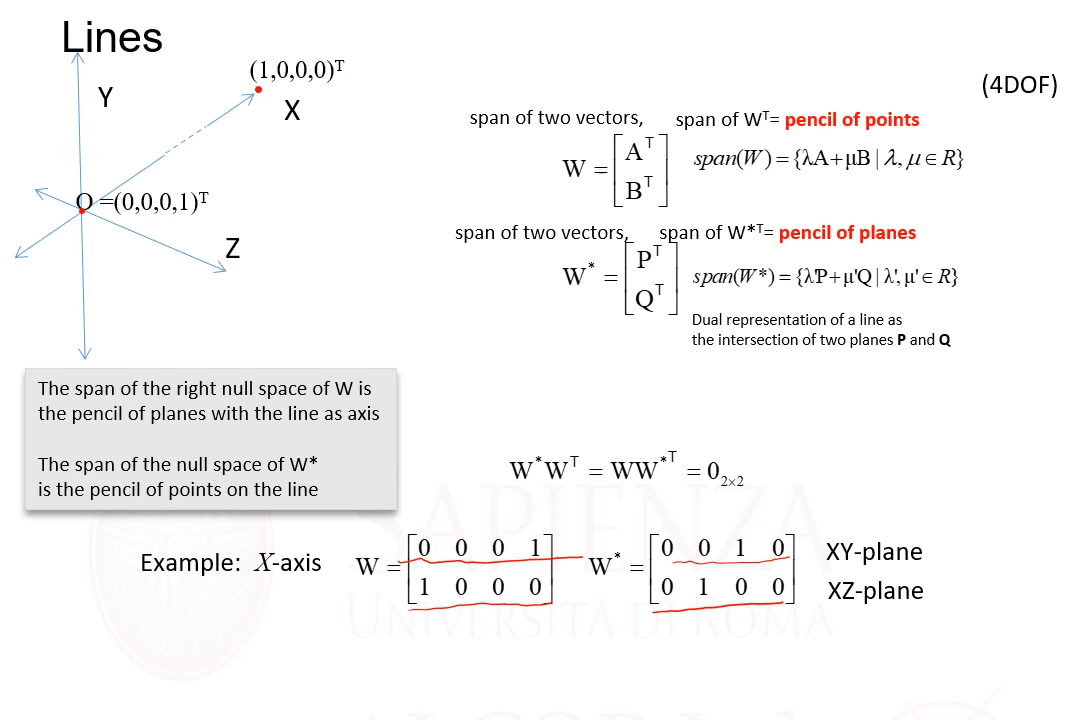 Lines
(1,0,0,0)ᵀ
Y
X
(4DOF)
O =(0,0,0,1)ᵀ
Z
span of two vectors, span of Wᵀ= pencil of points
W = [Aᵀ
Bᵀ] span(W) = {λA+μB | λ, μ ∈ R}
span of two vectors, span of W*ᵀ= pencil of planes
W* = [Pᵀ
Qᵀ] span(W*) = {λ'P+μ'Q | λ', μ' ∈ R}
Dual representation of a line as
the intersection of two planes P and Q
The span of the right null space of W is
the pencil of planes with the line as axis
The span of the null space of W*
is the pencil of points on the line
W*Wᵀ = WW*ᵀ = 0₂ₓ₂
Example: X-axis W = [0 0 0 1
1 0 0 0] W* = [0 0 1 0
0 1 0 0]
XY-plane
XZ-plane
SAPIENZA
UNIVERSITÀ DI ROMA